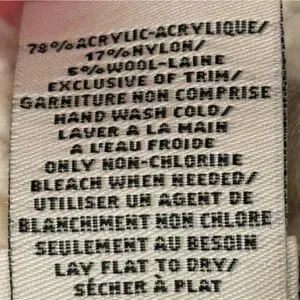 78% ACRYLIC-ACRYLIQUE/
17% NYLON/
5% WOOL-LAINE
EXCLUSIVE OF TRIM/
GARNITURE NON COMPRISE
HAND WASH COLD/
LAVER A LA MAIN
A L'EAU FROIDE
ONLY NON-CHLORINE
BLEACH WHEN NEEDED/
UTILISER UN AGENT DE
BLANCHIMENT NON CHLORE
SEULEMENT AU BESOIN
LAY FLAT TO DRY/
SÉCHER À PLAT